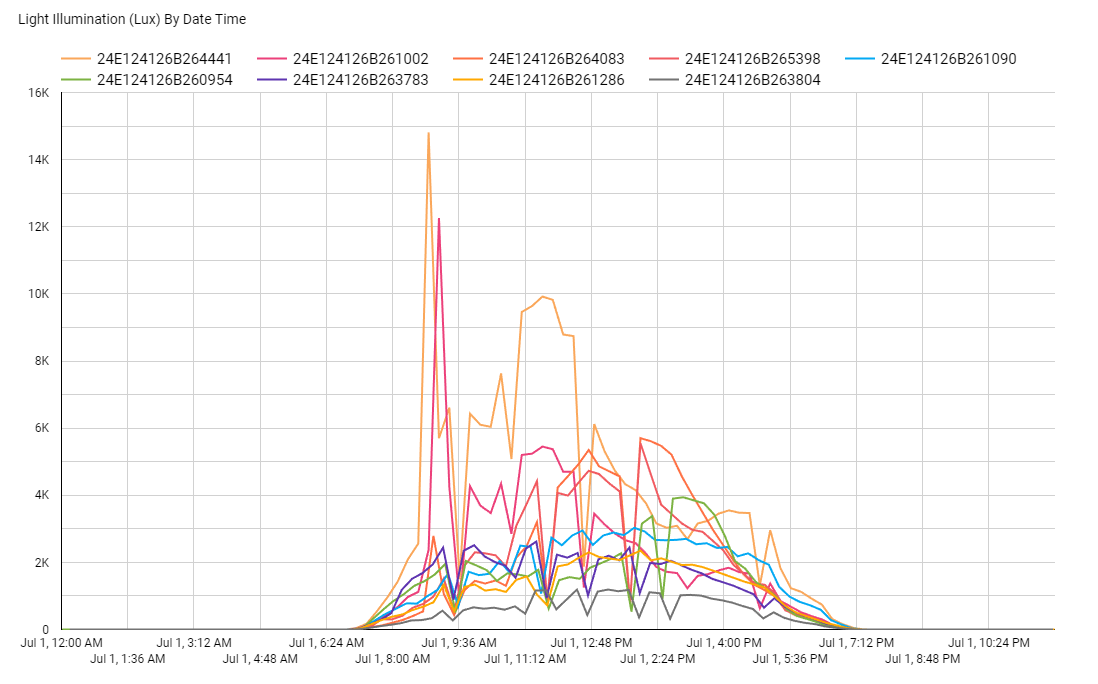 Light Illumination (Lux) By Date Time
24E124126B264441 24E124126B261002 24E124126B264083 24E124126B265398 24E124126B261090
24E124126B260954 24E124126B263783 24E124126B261286 24E124126B263804
16K
14K
12K
10K
8K
6K
4K
2K
0
Jul 1, 12:00 AM Jul 1, 3:12 AM Jul 1, 6:24 AM Jul 1, 9:36 AM Jul 1, 12:48 PM Jul 1, 4:00 PM Jul 1, 7:12 PM Jul 1, 10:24 PM
Jul 1, 1:36 AM Jul 1, 4:48 AM Jul 1, 8:00 AM Jul 1, 11:12 AM Jul 1, 2:24 PM Jul 1, 5:36 PM Jul 1, 8:48 PM